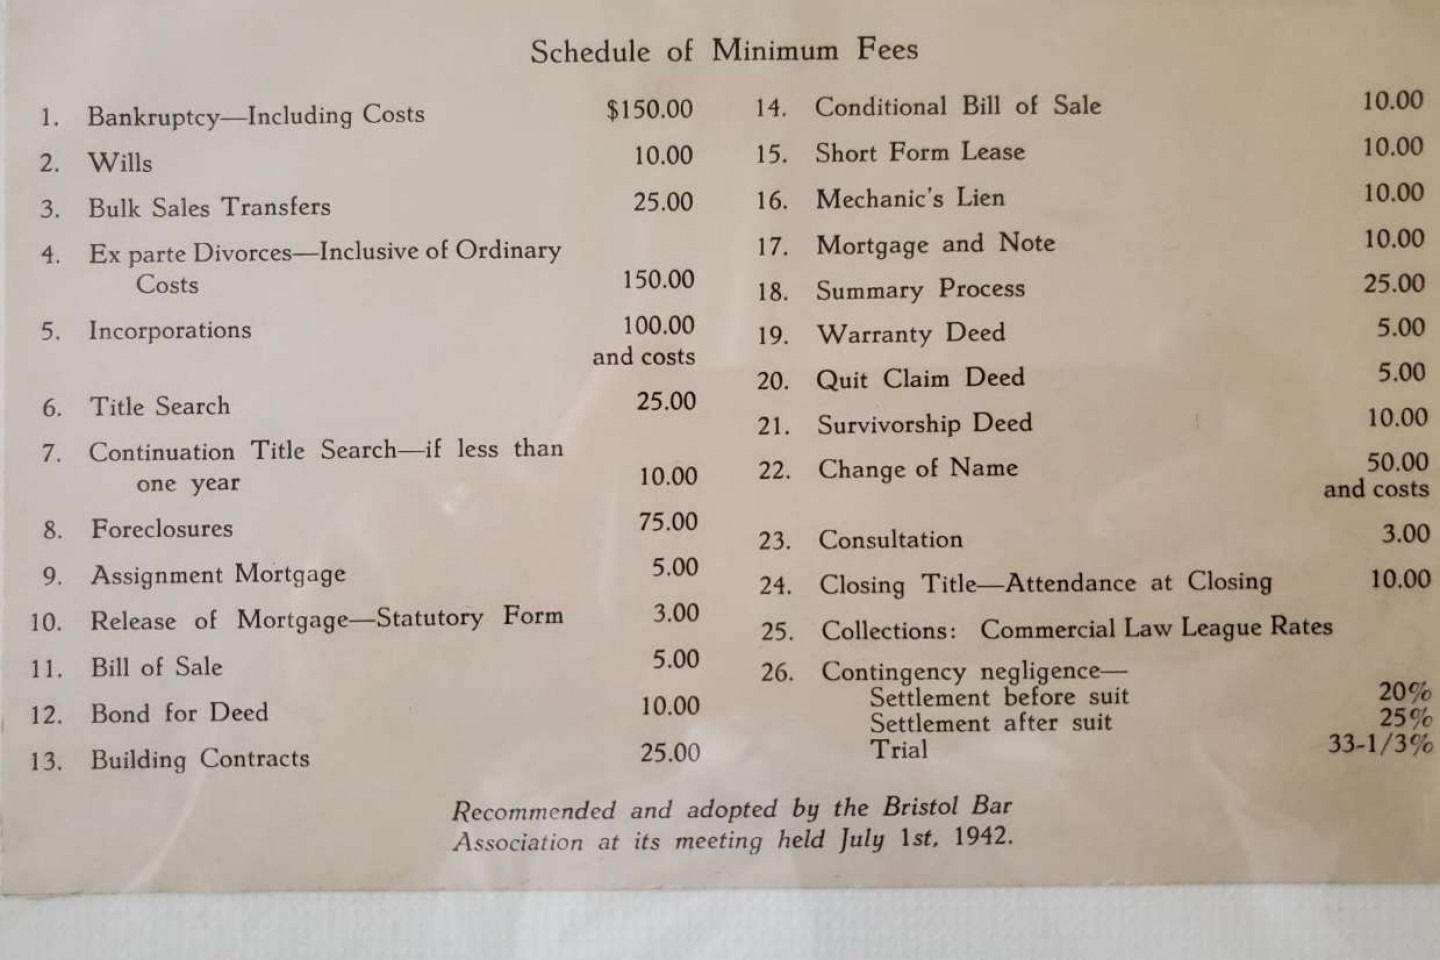 Schedule of Minimum Fees
1. Bankruptcy—Including Costs $150.00
2. Wills 10.00
3. Bulk Sales Transfers 25.00
4. Ex parte Divorces—Inclusive of Ordinary
Costs 150.00
5. Incorporations 100.00
and costs
6. Title Search 25.00
7. Continuation Title Search—if less than
one year 10.00
8. Foreclosures 75.00
9. Assignment Mortgage 5.00
10. Release of Mortgage—Statutory Form 3.00
11. Bill of Sale 5.00
12. Bond for Deed 10.00
13. Building Contracts 25.00
14. Conditional Bill of Sale 10.00
15. Short Form Lease 10.00
16. Mechanic's Lien 10.00
17. Mortgage and Note 10.00
18. Summary Process 25.00
19. Warranty Deed 5.00
20. Quit Claim Deed 5.00
21. Survivorship Deed 10.00
22. Change of Name 50.00
and costs
23. Consultation 3.00
24. Closing Title—Attendance at Closing 10.00
25. Collections: Commercial Law League Rates
26. Contingency negligence—
Settlement before suit 20%
Settlement after suit 25%
Trial 33-1/3%
Recommended and adopted by the Bristol Bar
Association at its meeting held July 1st, 1942.